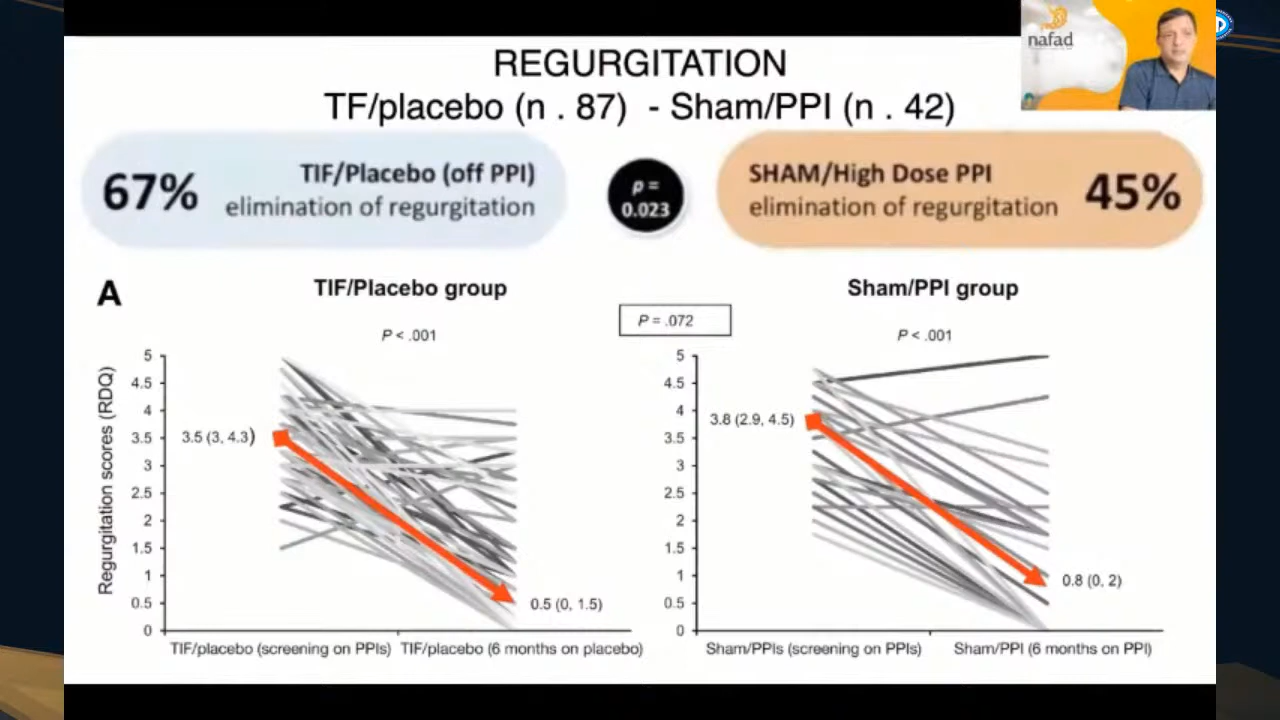 nafad
REGURGITATION
TF/placebo (n . 87) - Sham/PPI (n . 42)
67%
TIF/Placebo (off PPI)
elimination of regurgitation
p =
0.023
SHAM/High Dose PPI
elimination of regurgitation
45%
A
TIF/Placebo group
P < .001
P = .072
Sham/PPI group
P < .001
Regurgitation scores (RDQ)
5
4.5
4
3.5
3
2.5
2
1.5
1
0.5
0
3.5 (3, 4.3)
0.5 (0, 1.5)
TIF/placebo (screening on PPIs)
TIF/placebo (6 months on placebo)
5
4.5
4
3.5
3
2.5
2
1.5
1
0.5
0
3.8 (2.9, 4.5)
0.8 (0, 2)
Sham/PPIs (screening on PPIs)
Sham/PPI (6 months on PPI)